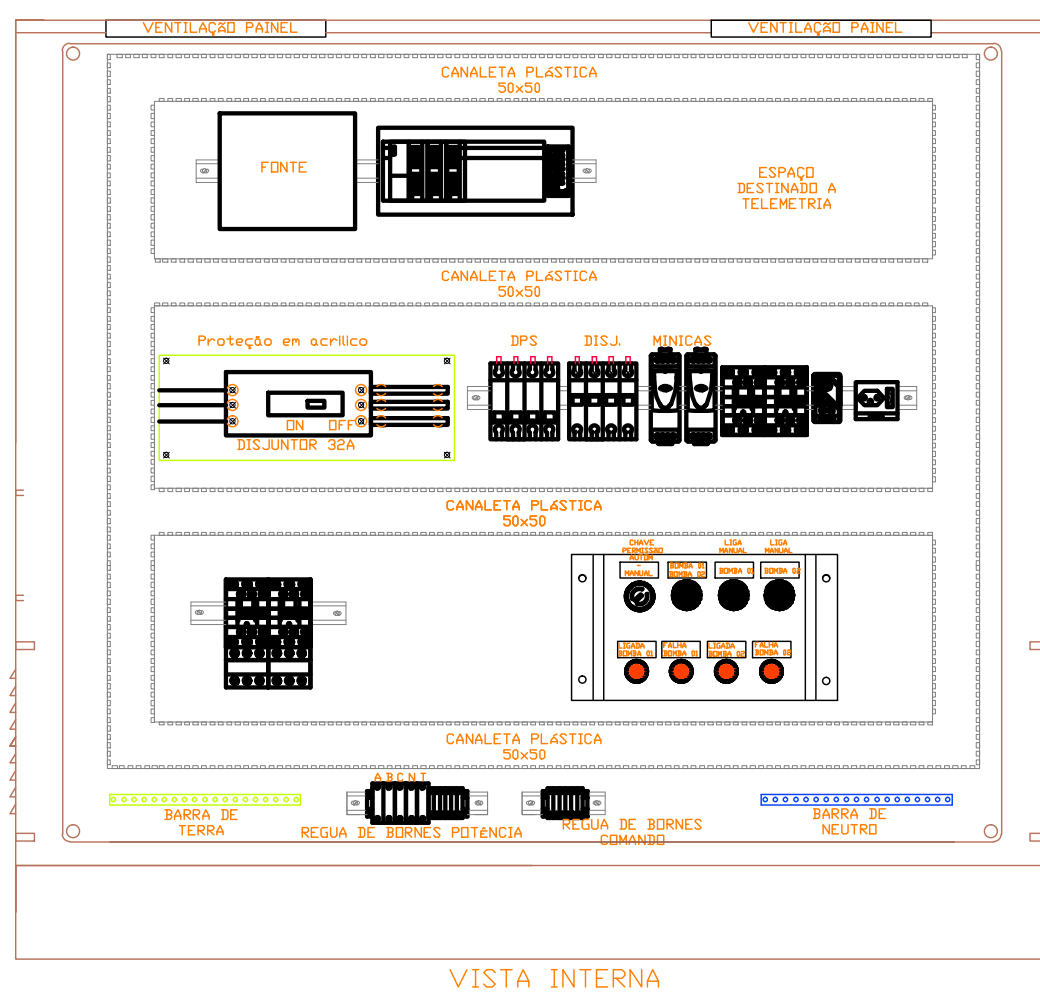 VENTILAÇÃO PAINEL
VENTILAÇÃO PAINEL
CANALETA PLÁSTICA
50x50
FONTE
ESPAÇO
DESTINADO A
TELEMETRIA
CANALETA PLÁSTICA
50x50
Proteção em acrílico
DPS
DISJ.
MINICAS
ON OFF
DISJUNTOR 32A
CANALETA PLÁSTICA
50x50
CHAVE
PERMISSÃO
AUTOM
-
MANUAL
BOMBA 01
BOMBA 02
LIGA
MANUAL
BOMBA 01
LIGA
MANUAL
BOMBA 02
LIGADA
BOMBA 01
FALHA
BOMBA 01
LIGADA
BOMBA 02
FALHA
BOMBA 02
CANALETA PLÁSTICA
50x50
A B C N T
BARRA DE
TERRA
REGUA DE BORNES POTÊNCIA
REGUA DE BORNES
COMANDO
BARRA DE
NEUTRO
VISTA INTERNA